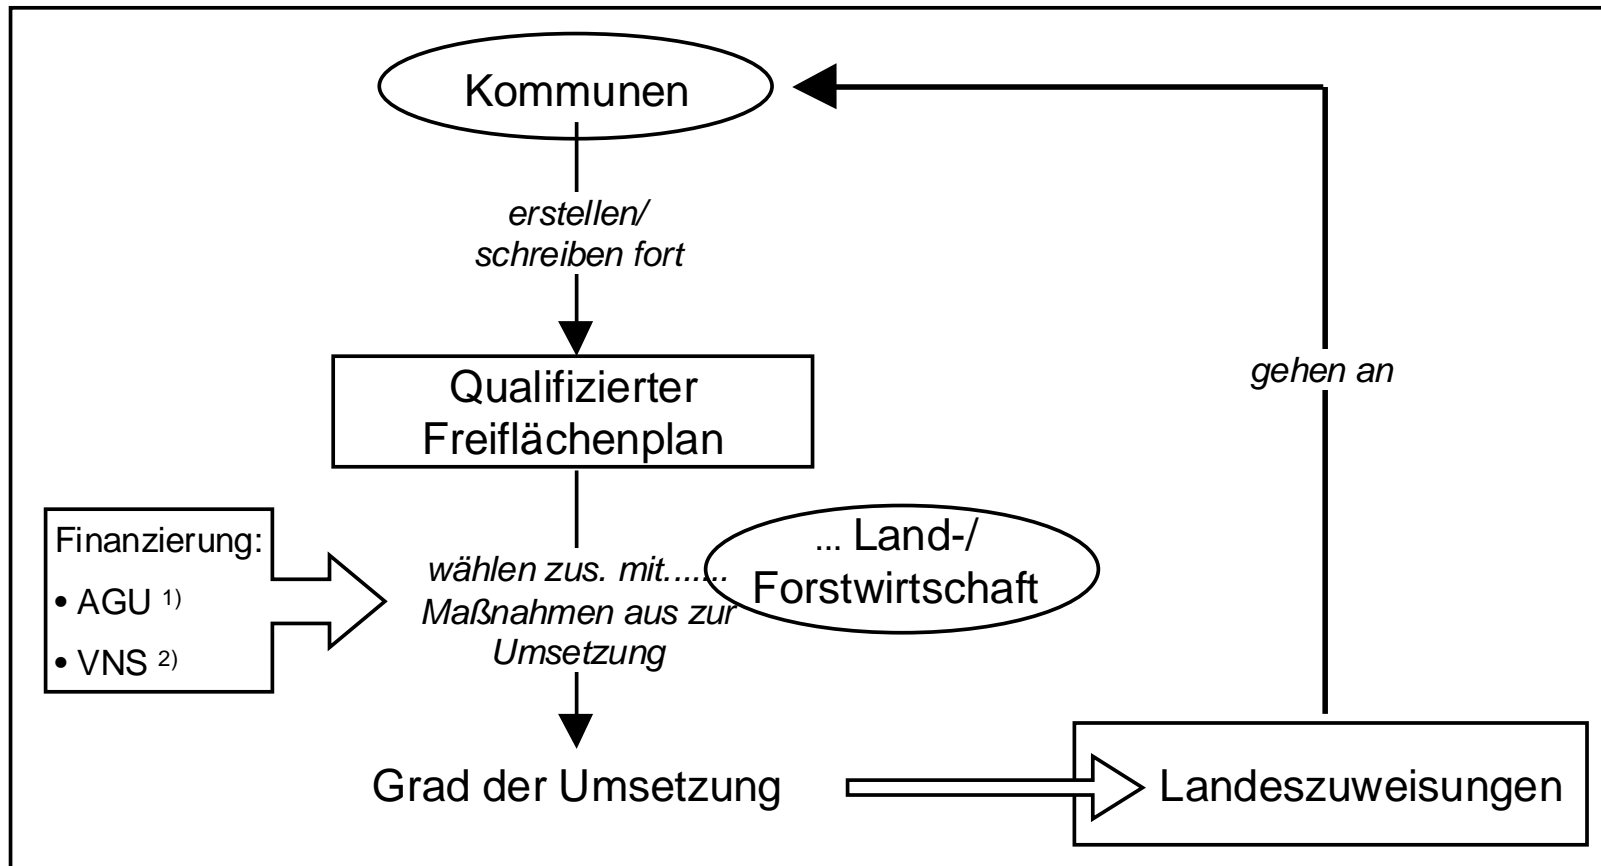 Kommunen
erstellen/
schreiben fort
gehen an
Qualifizierter
Freiflächenplan
Finanzierung:
• AGU 1)
• VNS 2)
wählen zus. mit.......
Maßnahmen aus zur
Umsetzung
... Land-/
Forstwirtschaft
Grad der Umsetzung
Landeszuweisungen